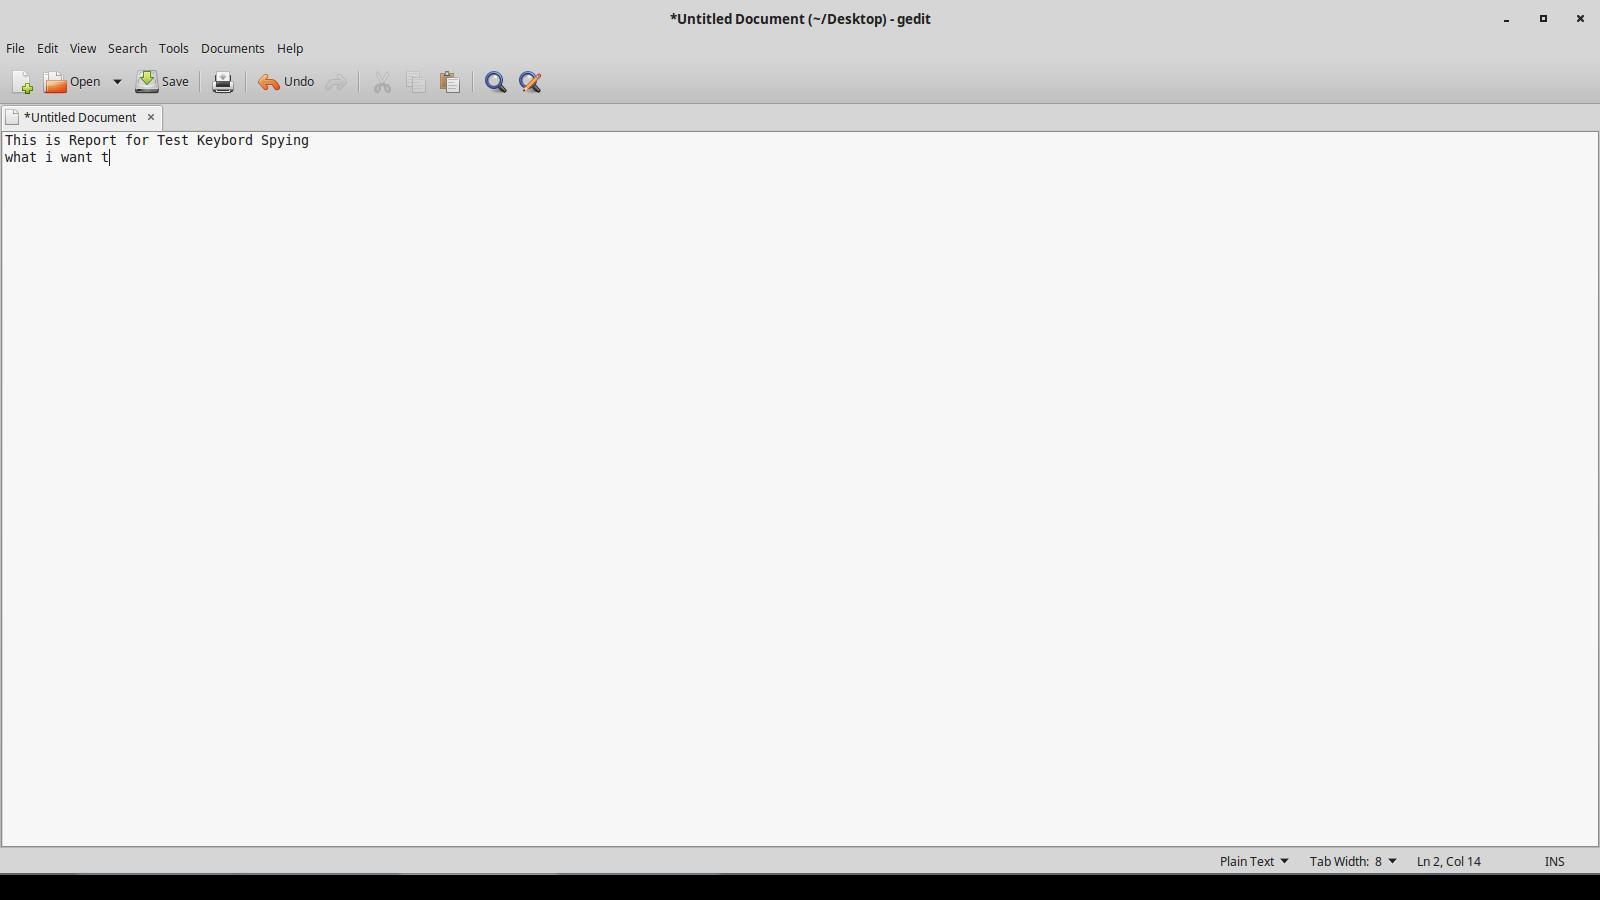 *Untitled Document (~/Desktop) - gedit
File Edit View Search Tools Documents Help
Open Save Undo
*Untitled Document
This is Report for Test Keybord Spying
what i want t
Plain Text Tab Width: 8 Ln 2, Col 14 INS